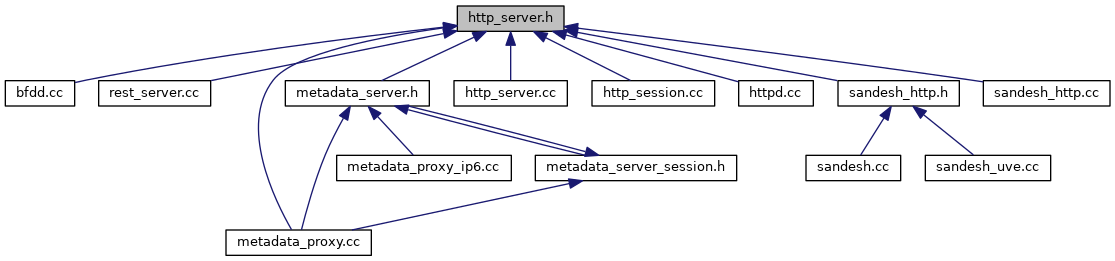 http_server.h
bfdd.cc
rest_server.cc
metadata_server.h
http_server.cc
http_session.cc
httpd.cc
sandesh_http.h
sandesh_http.cc
metadata_proxy_ip6.cc
metadata_server_session.h
sandesh.cc
sandesh_uve.cc
metadata_proxy.cc